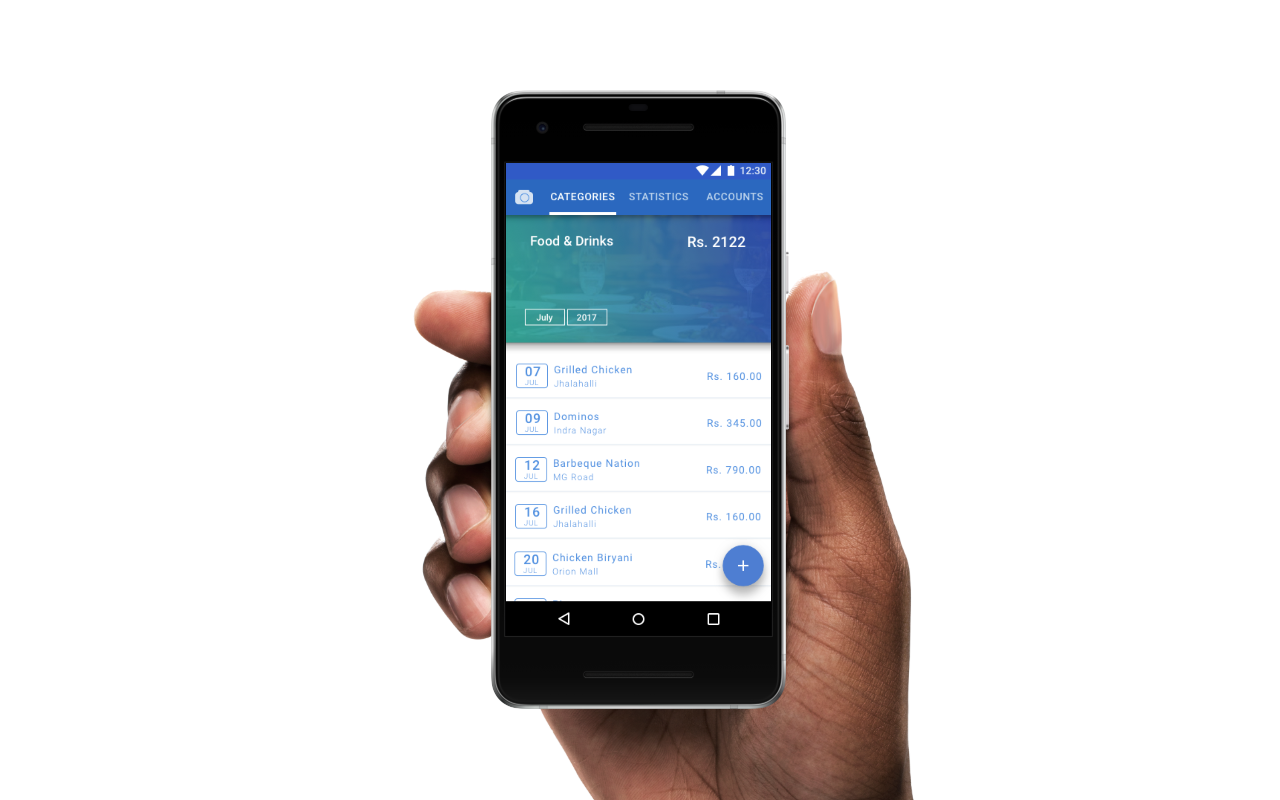 12:30
CATEGORIES STATISTICS ACCOUNTS
Food & Drinks Rs. 2122
July 2017
07 Grilled Chicken Rs. 160.00
JUL Jhalahalli
09 Dominos Rs. 345.00
JUL Indra Nagar
12 Barbeque Nation Rs. 790.00
JUL MG Road
16 Grilled Chicken Rs. 160.00
JUL Jhalahalli
20 Chicken Biryani Rs.
JUL Orion Mall